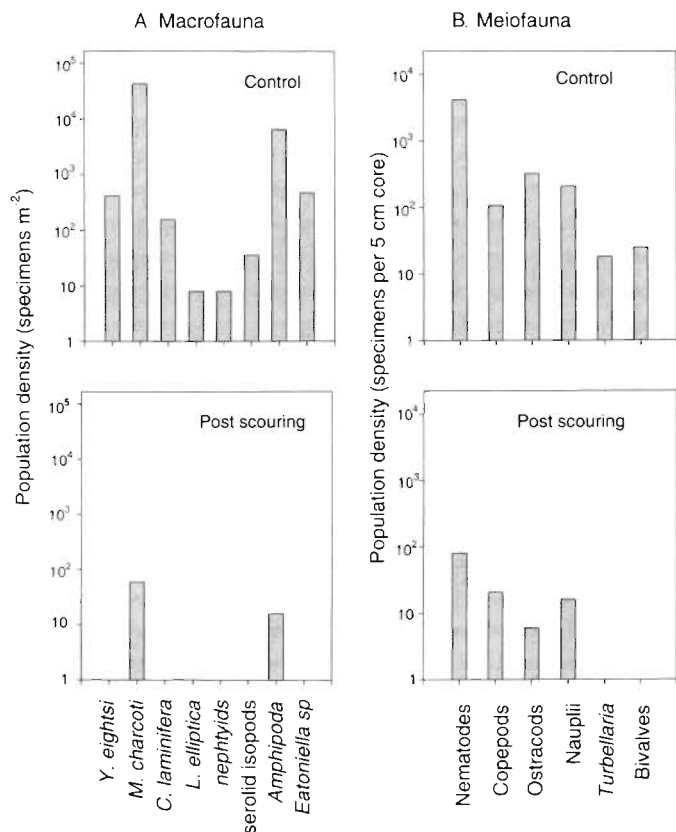 A Macrofauna
Population density (specimens m⁻²)
Control
10⁵
10⁴
10³
10²
10
1
Post scouring
10⁵
10⁴
10³
10²
10
1
Y. eightsi
M. charcoti
C. laminifera
L. elliptica
nephtyids
serolid isopods
Amphipoda
Eatoniella sp
B. Meiofauna
Population density (specimens per 5 cm core)
Control
10⁴
10³
10²
10
1
Post scouring
10⁴
10³
10²
10
1
Nematodes
Copepods
Ostracods
Nauplii
Turbellaria
Bivalves